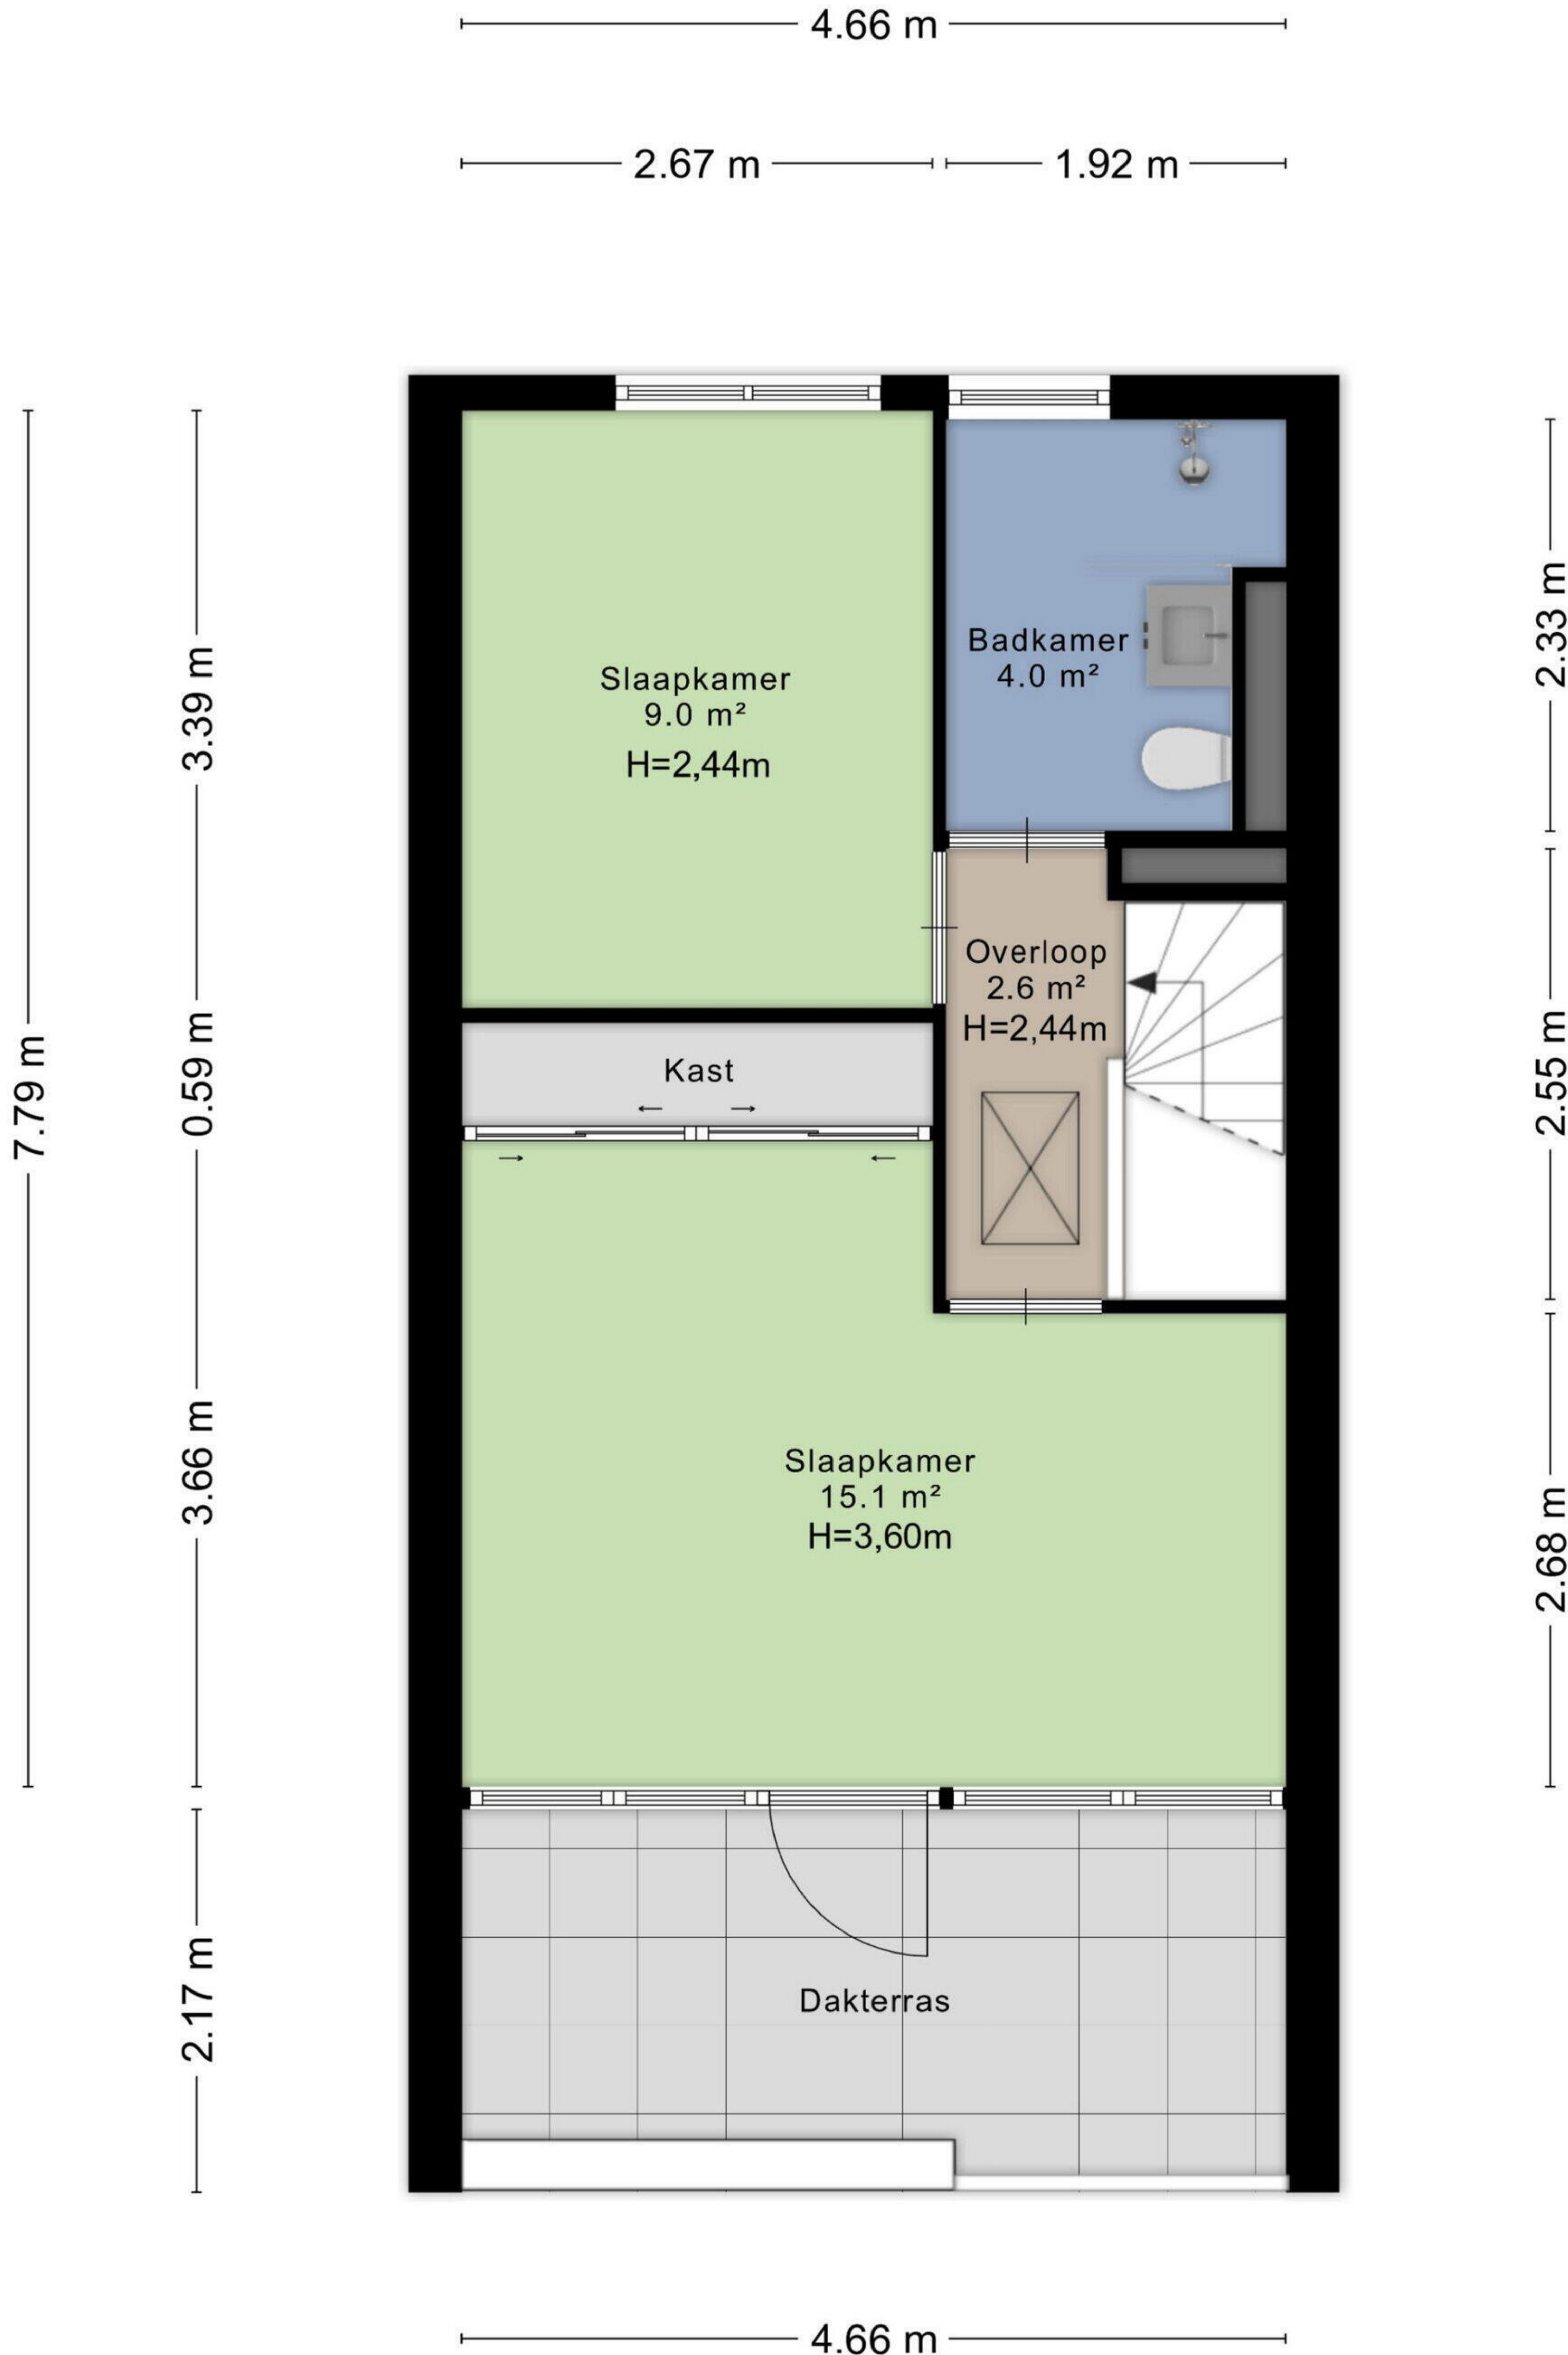 4.66 m
2.67 m
1.92 m
7.79 m
3.39 m
0.59 m
3.66 m
2.17 m
2.33 m
2.55 m
2.68 m
Slaapkamer
9.0 m²
H=2,44m
Badkamer
4.0 m²
Overloop
2.6 m²
H=2,44m
Kast
Slaapkamer
15.1 m²
H=3,60m
Dakterras
4.66 m